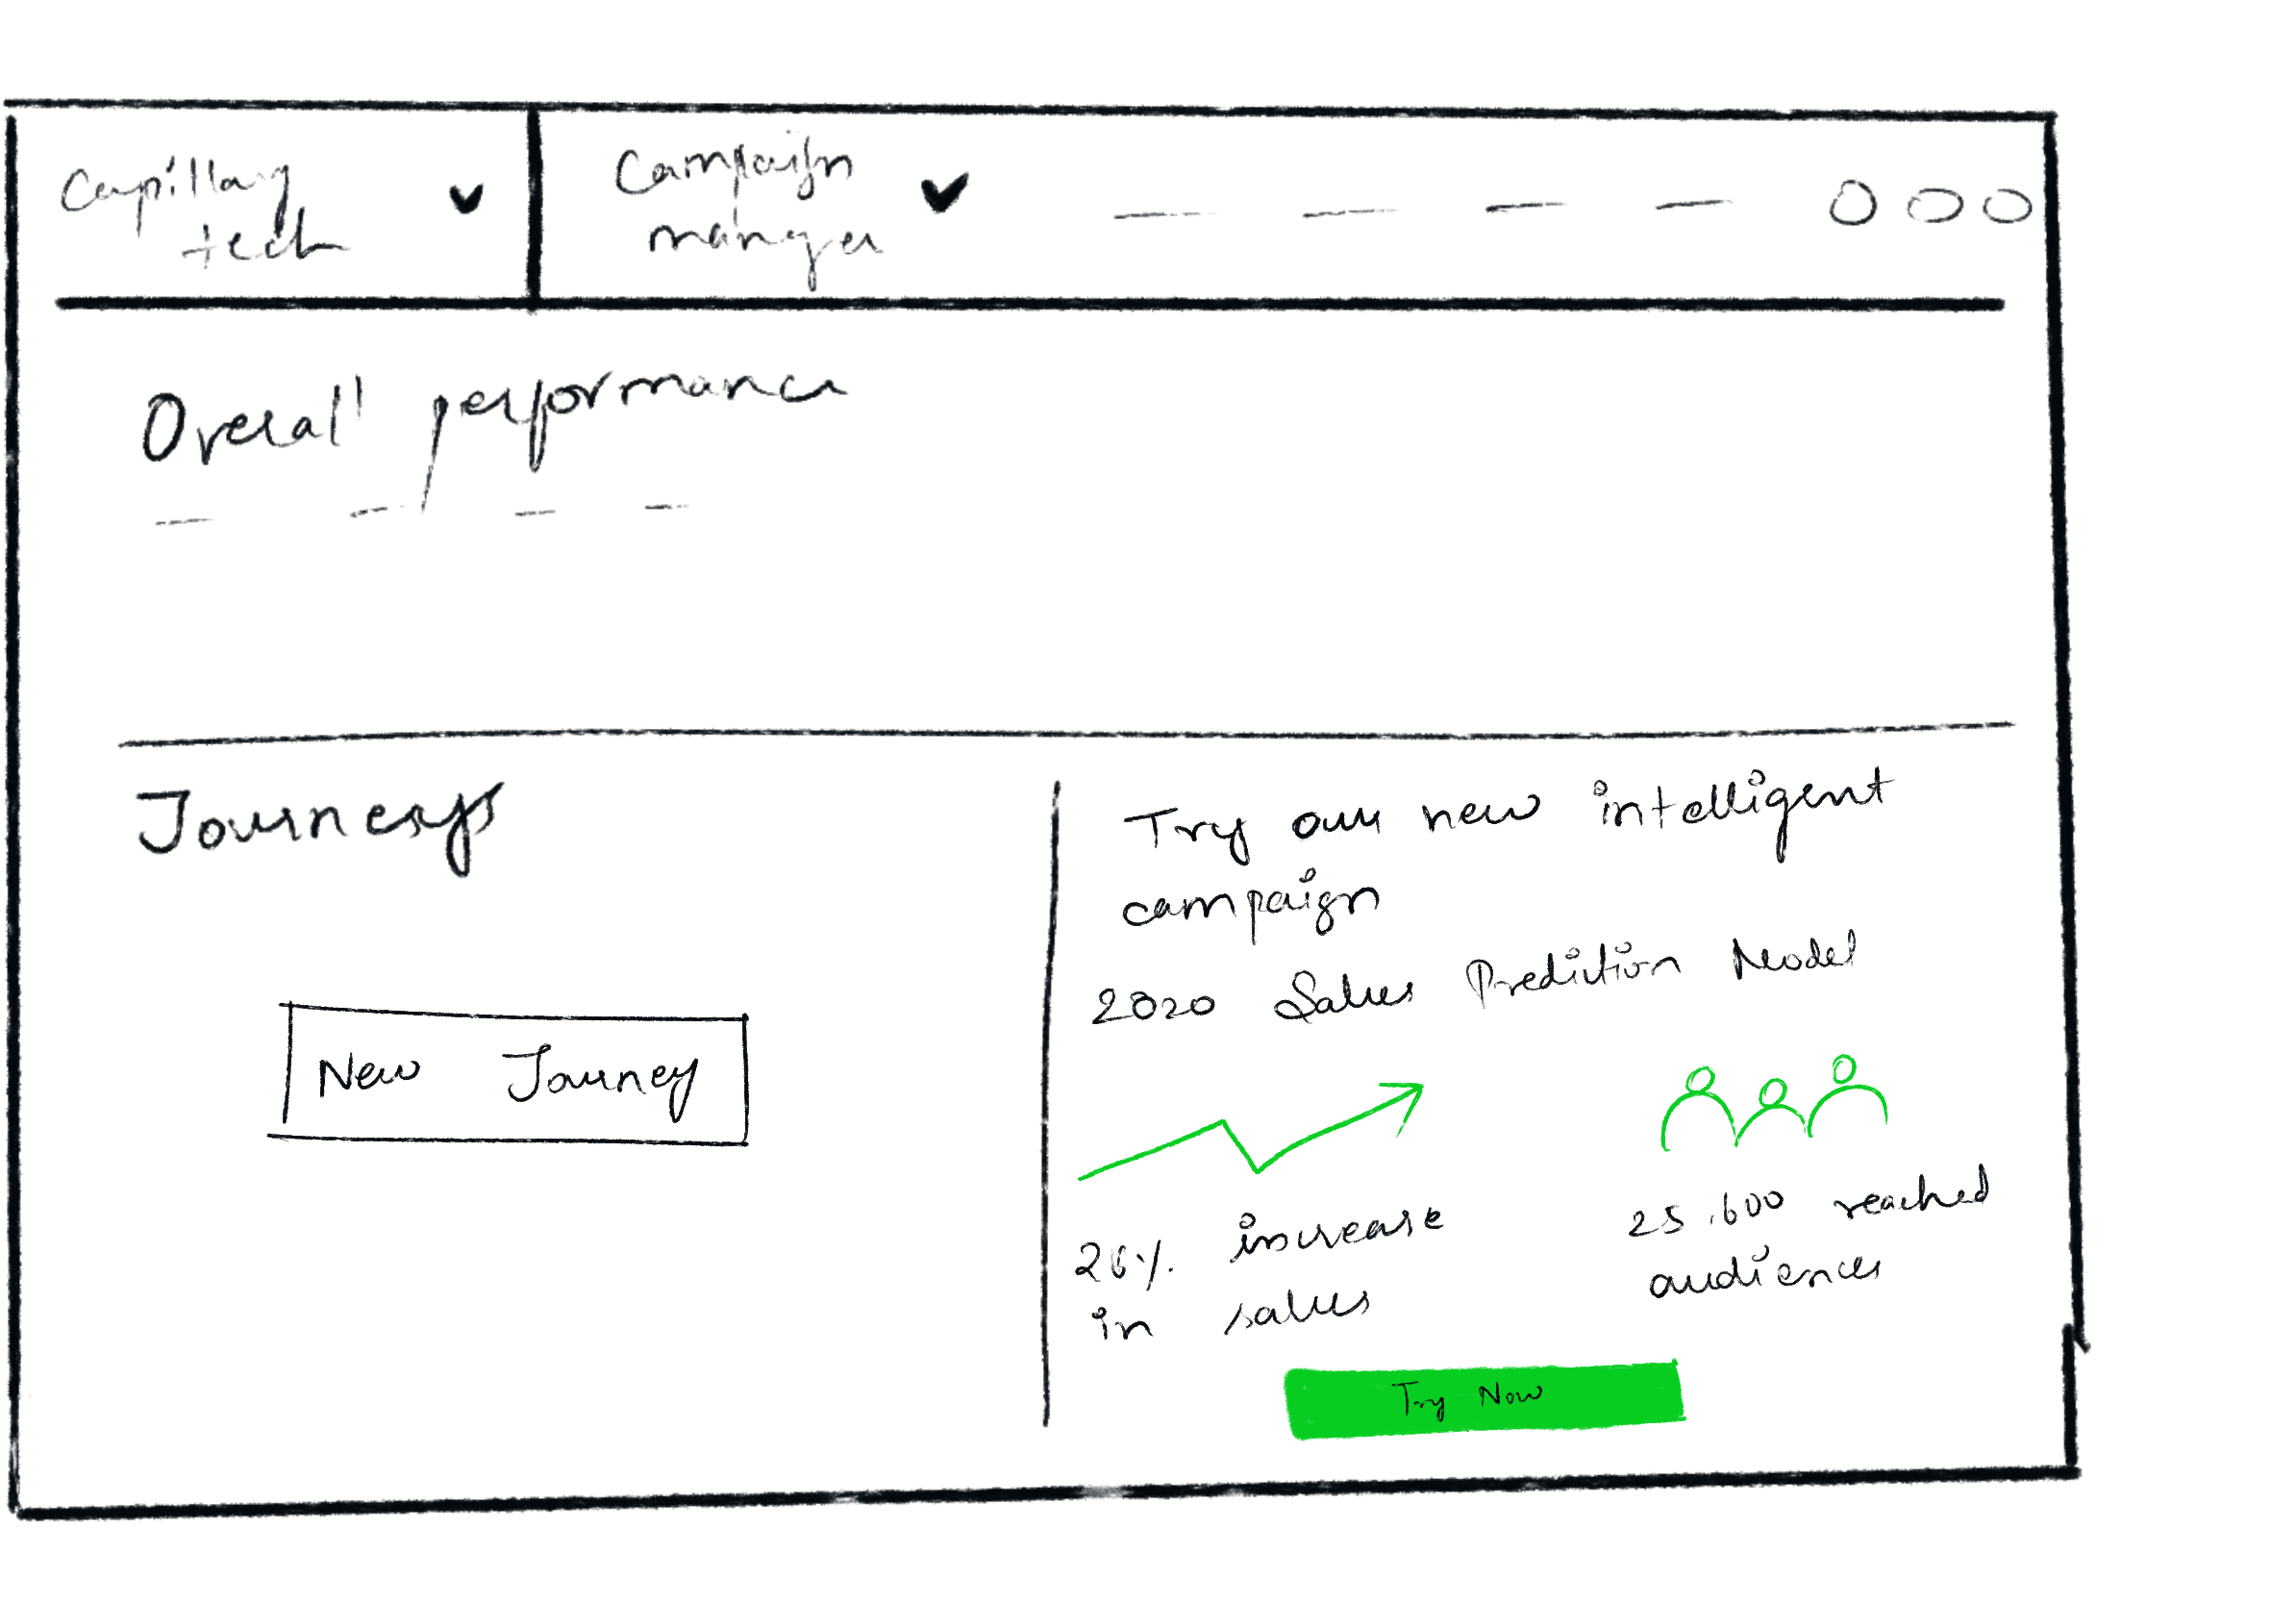 Capillary
tech
Campaign
manager
Overall performance
Journeys
New Journey
Try our new intelligent
campaign
2020 Sales Prediction Model
26% increase
in sales
25.600 reached
audiences
Try Now